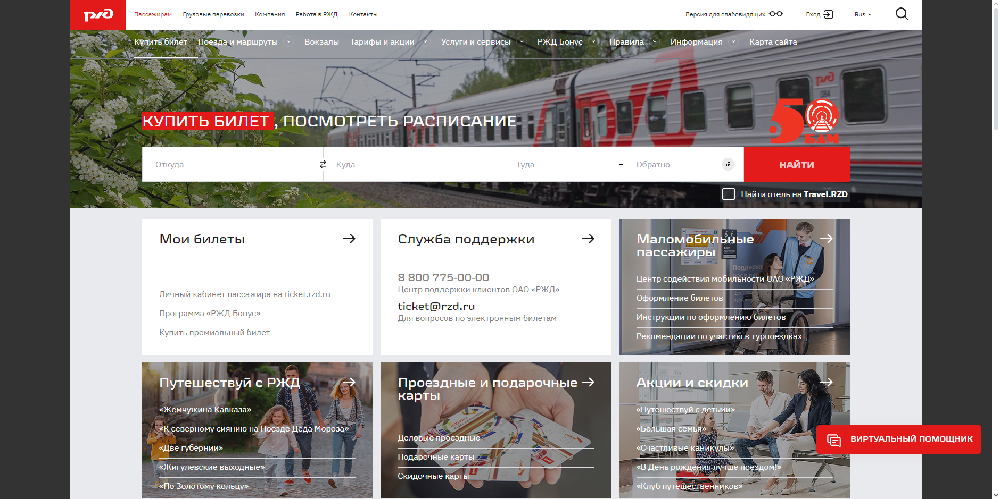 ржд
Пассажирам
Грузовые перевозки
Компания
Работа в РЖД
Контакты
Версия для слабовидящих
Вход
Rus
Купить билет
Поезда и маршруты
Вокзалы
Тарифы и акции
Услуги и сервисы
РЖД Бонус
Правила
Информация
Карта сайта
КУПИТЬ БИЛЕТ, ПОСМОТРЕТЬ РАСПИСАНИЕ
50
БАМ
Откуда
Куда
Туда
Обратно
НАЙТИ
Найти отель на Travel.RZD
Мои билеты
Личный кабинет пассажира на ticket.rzd.ru
Программа «РЖД Бонус»
Купить премиальный билет
Служба поддержки
8 800 775-00-00
Центр поддержки клиентов ОАО «РЖД»
ticket@rzd.ru
Для вопросов по электронным билетам
Маломобильные
пассажиры
Центр содействия мобильности ОАО «РЖД»
Оформление билетов
Инструкции по оформлению билетов
Рекомендации по участию в турпоездках
Путешествуй с РЖД
«Жемчужина Кавказа»
«К северному сиянию на Поезде Деда Мороза»
«Две губернии»
«Жигулевские выходные»
«По Золотому кольцу»
Проездные и подарочные
карты
Деловые проездные
Подарочные карты
Скидочные карты
Акции и скидки
«Путешествуй с детьми»
«Большая семья»
«Счастливые каникулы»
«В День рождения лучше поездом!»
«Клуб путешественников»
ВИРТУАЛЬНЫЙ ПОМОЩНИК